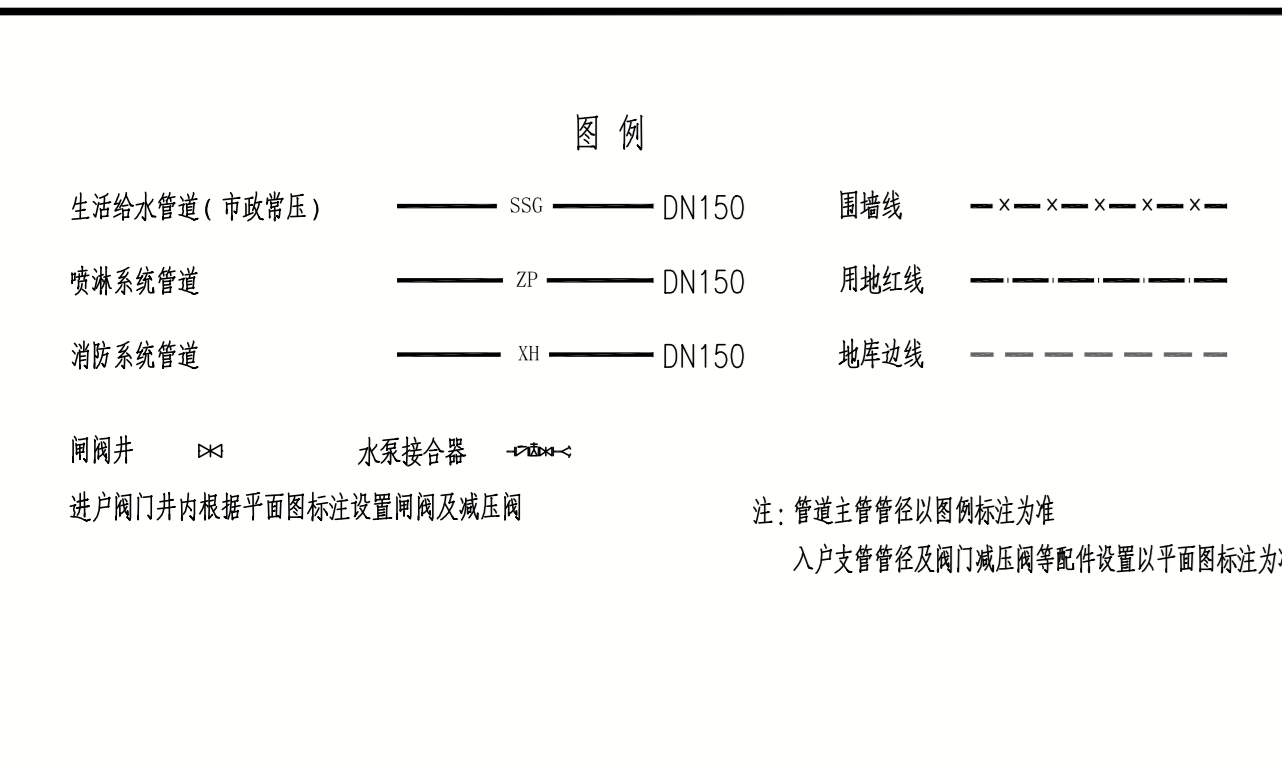 图 例
生活给水管道(市政常压) SSG DN150 围墙线
喷淋系统管道 ZP DN150 用地红线
消防系统管道 XH DN150 地库边线
闸阀井 水泵接合器
进户阀门井内根据平面图标注设置闸阀及减压阀
注:管道主管管径以图例标注为准
入户支管管径及阀门减压阀等配件设置以平面图标注为